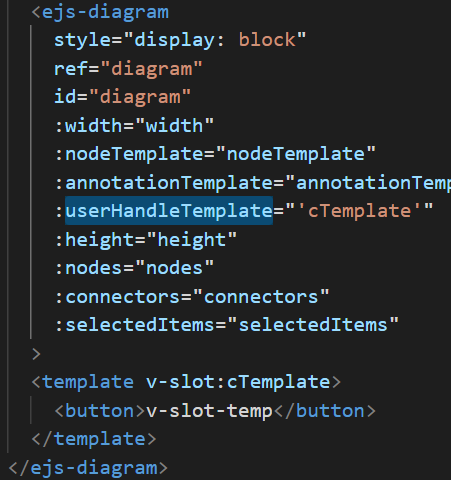 <ejs-diagram
style="display: block"
ref="diagram"
id="diagram"
:width="width"
:nodeTemplate="nodeTemplate"
:annotationTemplate="annotationTemp
:userHandleTemplate="'cTemplate'"
:height="height"
:nodes="nodes"
:connectors="connectors"
:selectedItems="selectedItems"
>
<template v-slot:cTemplate>
<button>v-slot-temp</button>
</template>
</ejs-diagram>